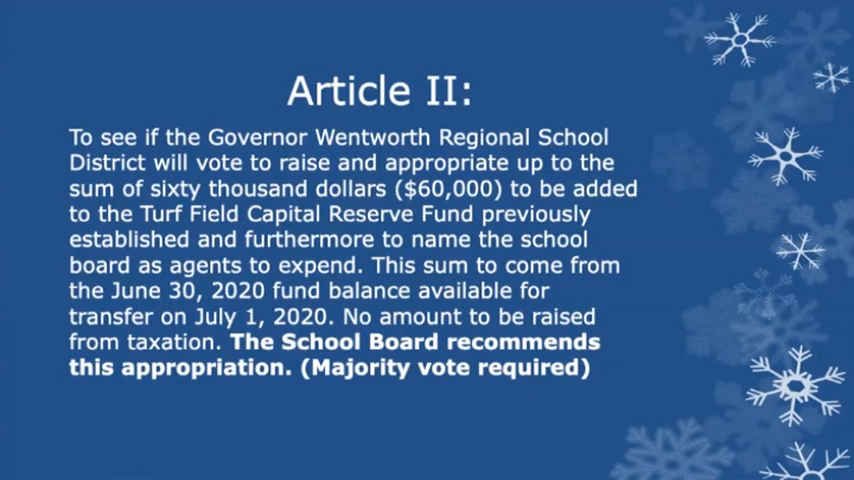 Article II:
To see if the Governor Wentworth Regional School
District will vote to raise and appropriate up to the
sum of sixty thousand dollars ($60,000) to be added
to the Turf Field Capital Reserve Fund previously
established and furthermore to name the school
board as agents to expend. This sum to come from
the June 30, 2020 fund balance available for
transfer on July 1, 2020. No amount to be raised
from taxation. The School Board recommends
this appropriation. (Majority vote required)